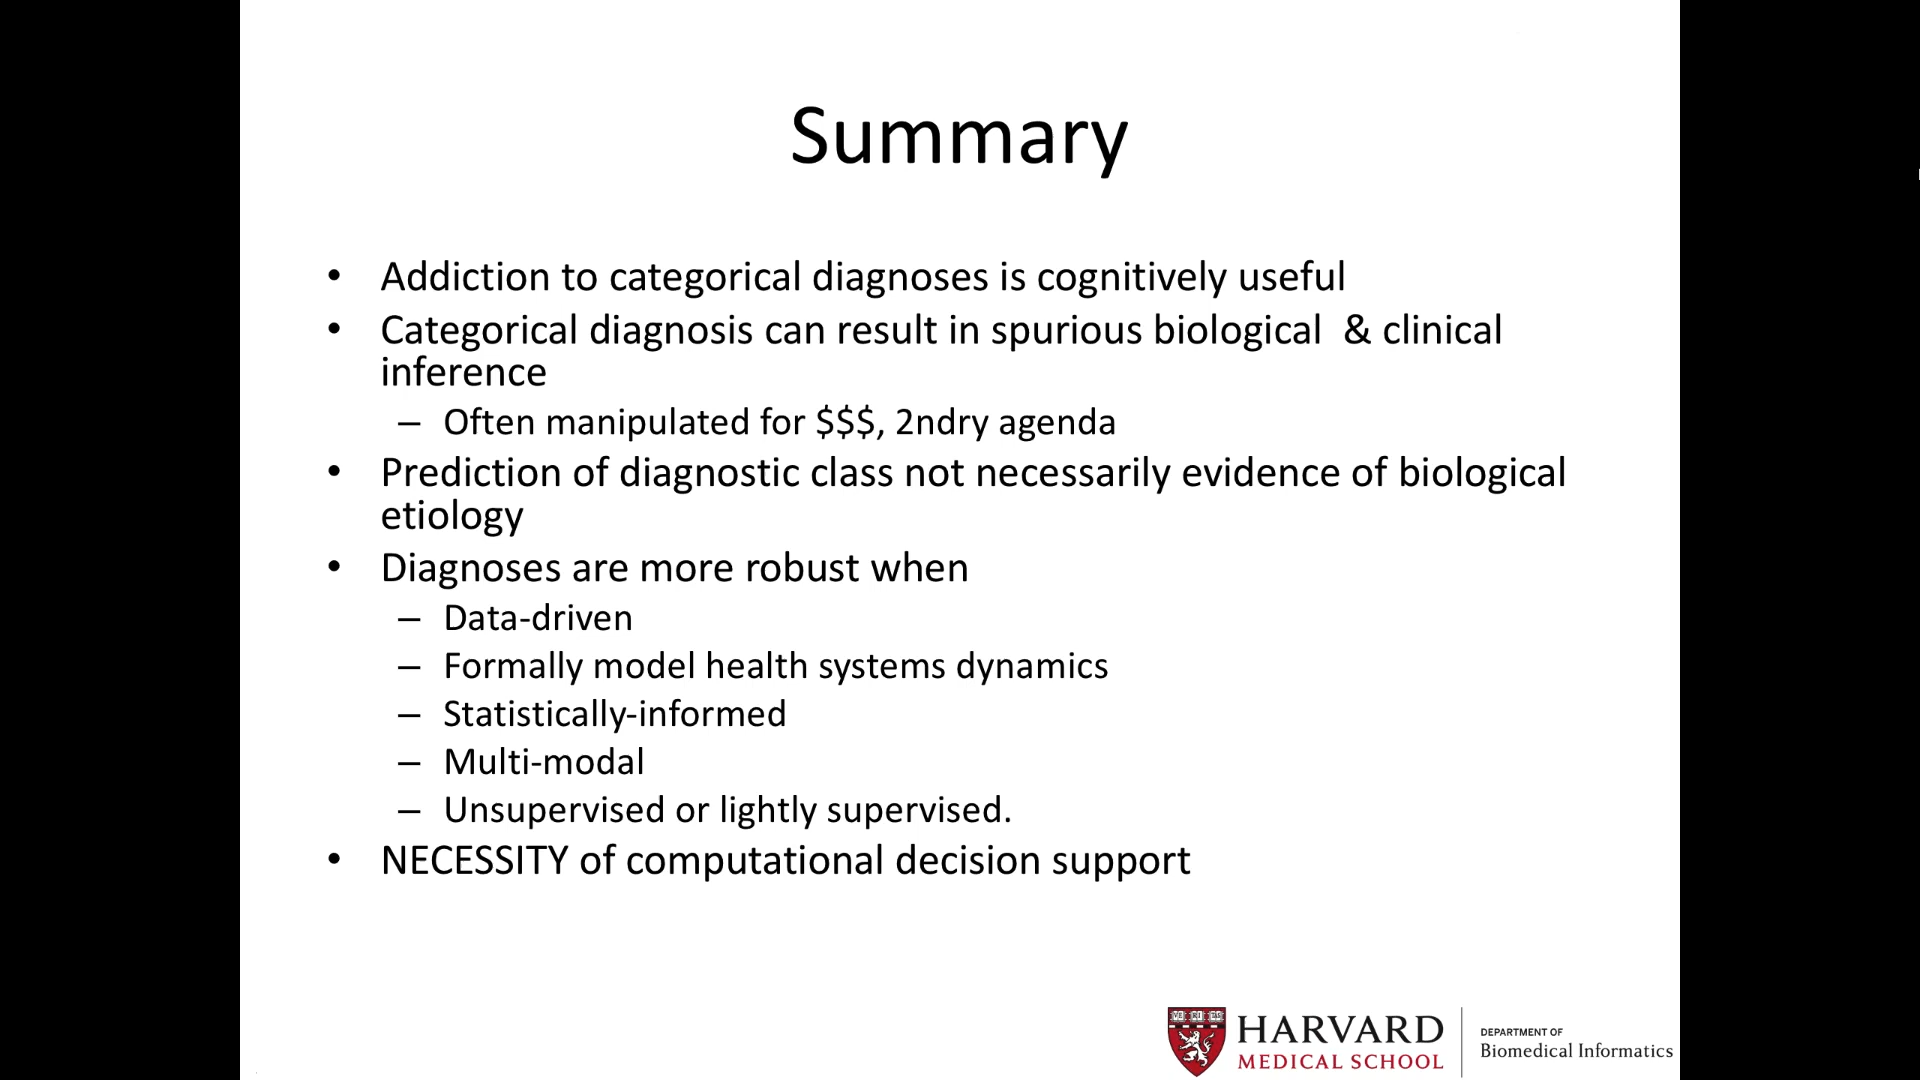 Summary
• Addiction to categorical diagnoses is cognitively useful
• Categorical diagnosis can result in spurious biological & clinical
inference
– Often manipulated for $$$, 2ndry agenda
• Prediction of diagnostic class not necessarily evidence of biological
etiology
• Diagnoses are more robust when
– Data-driven
– Formally model health systems dynamics
– Statistically-informed
– Multi-modal
– Unsupervised or lightly supervised.
• NECESSITY of computational decision support
HARVARD
MEDICAL SCHOOL
DEPARTMENT OF
Biomedical Informatics